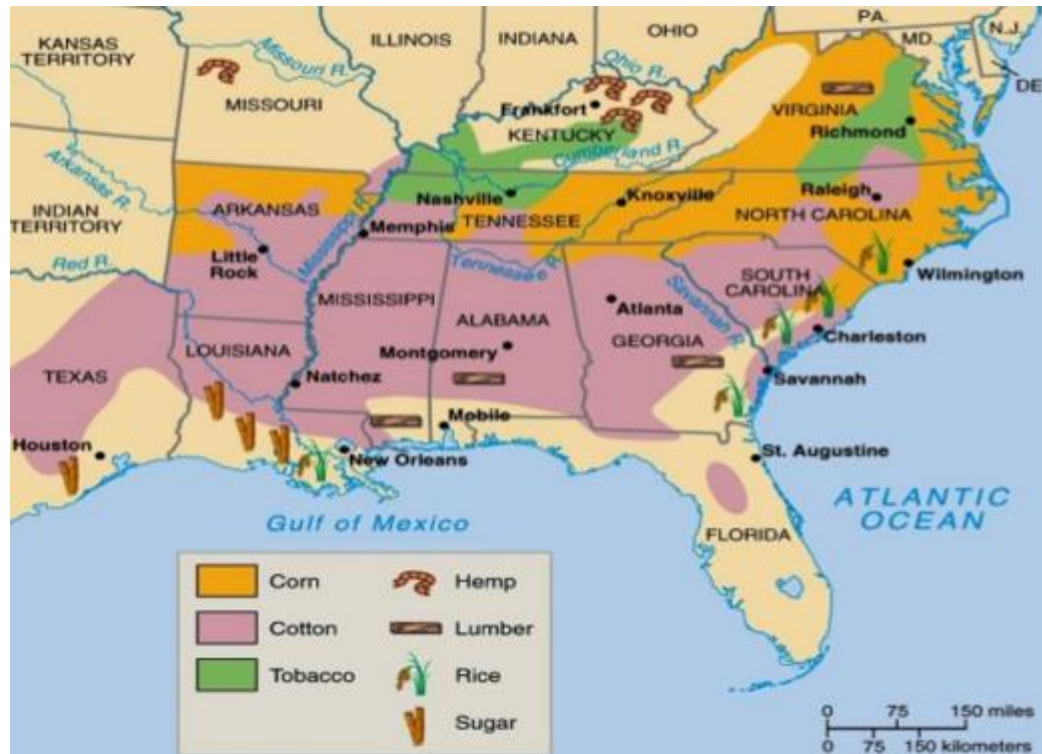 KANSAS
TERRITORY
Missouri R.
ILLINOIS
INDIANA
OHIO
PA.
N.J.
MD.
DE
MISSOURI
Ohio R.
Frankfort
KENTUCKY
VIRGINIA
Richmond
Cumberland R.
Arkansas R.
INDIAN
TERRITORY
Red R.
ARKANSAS
Little
Rock
Mississippi R.
Memphis
Nashville
TENNESSEE
Knoxville
Tennessee R.
Raleigh
NORTH CAROLINA
Wilmington
SOUTH
CAROLINA
Charleston
Savannah R.
Savannah
Atlanta
GEORGIA
MISSISSIPPI
ALABAMA
Montgomery
LOUISIANA
Natchez
TEXAS
Houston
Mobile
New Orleans
St. Augustine
FLORIDA
Gulf of Mexico
ATLANTIC
OCEAN
Corn
Cotton
Tobacco
Hemp
Lumber
Rice
Sugar
0 75 150 miles
0 75 150 kilometers